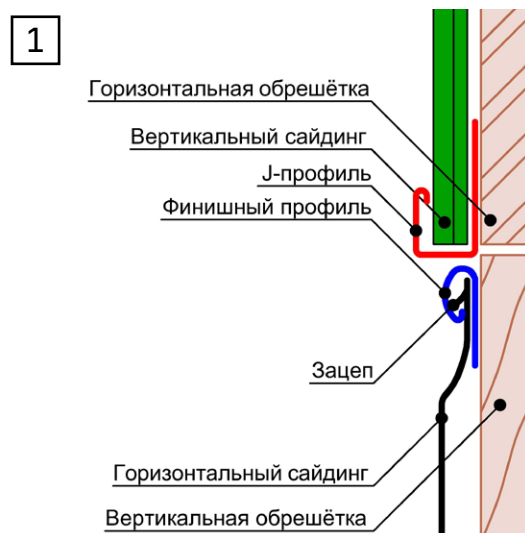 1
Горизонтальная обрешётка
Вертикальный сайдинг
J-профиль
Финишный профиль
Зацеп
Горизонтальный сайдинг
Вертикальная обрешётка